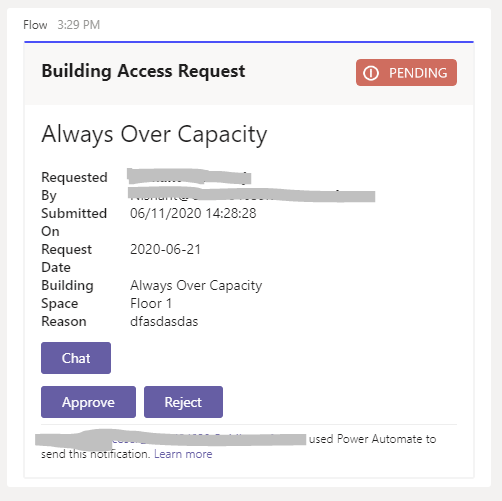 Flow 3:29 PM
Building Access Request
PENDING
Always Over Capacity
Requested
By
Submitted 06/11/2020 14:28:28
On
Request 2020-06-21
Date
Building Always Over Capacity
Space Floor 1
Reason dfasdasdas
Chat
Approve Reject
used Power Automate to
send this notification. Learn more